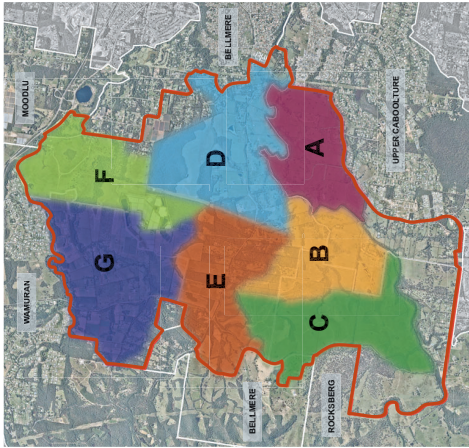 MOODLU
BELLMERE
UPPER CABOOLTURE
F
D
A
WAMURAN
G
E
B
C
BELLMERE
ROCKSBERG